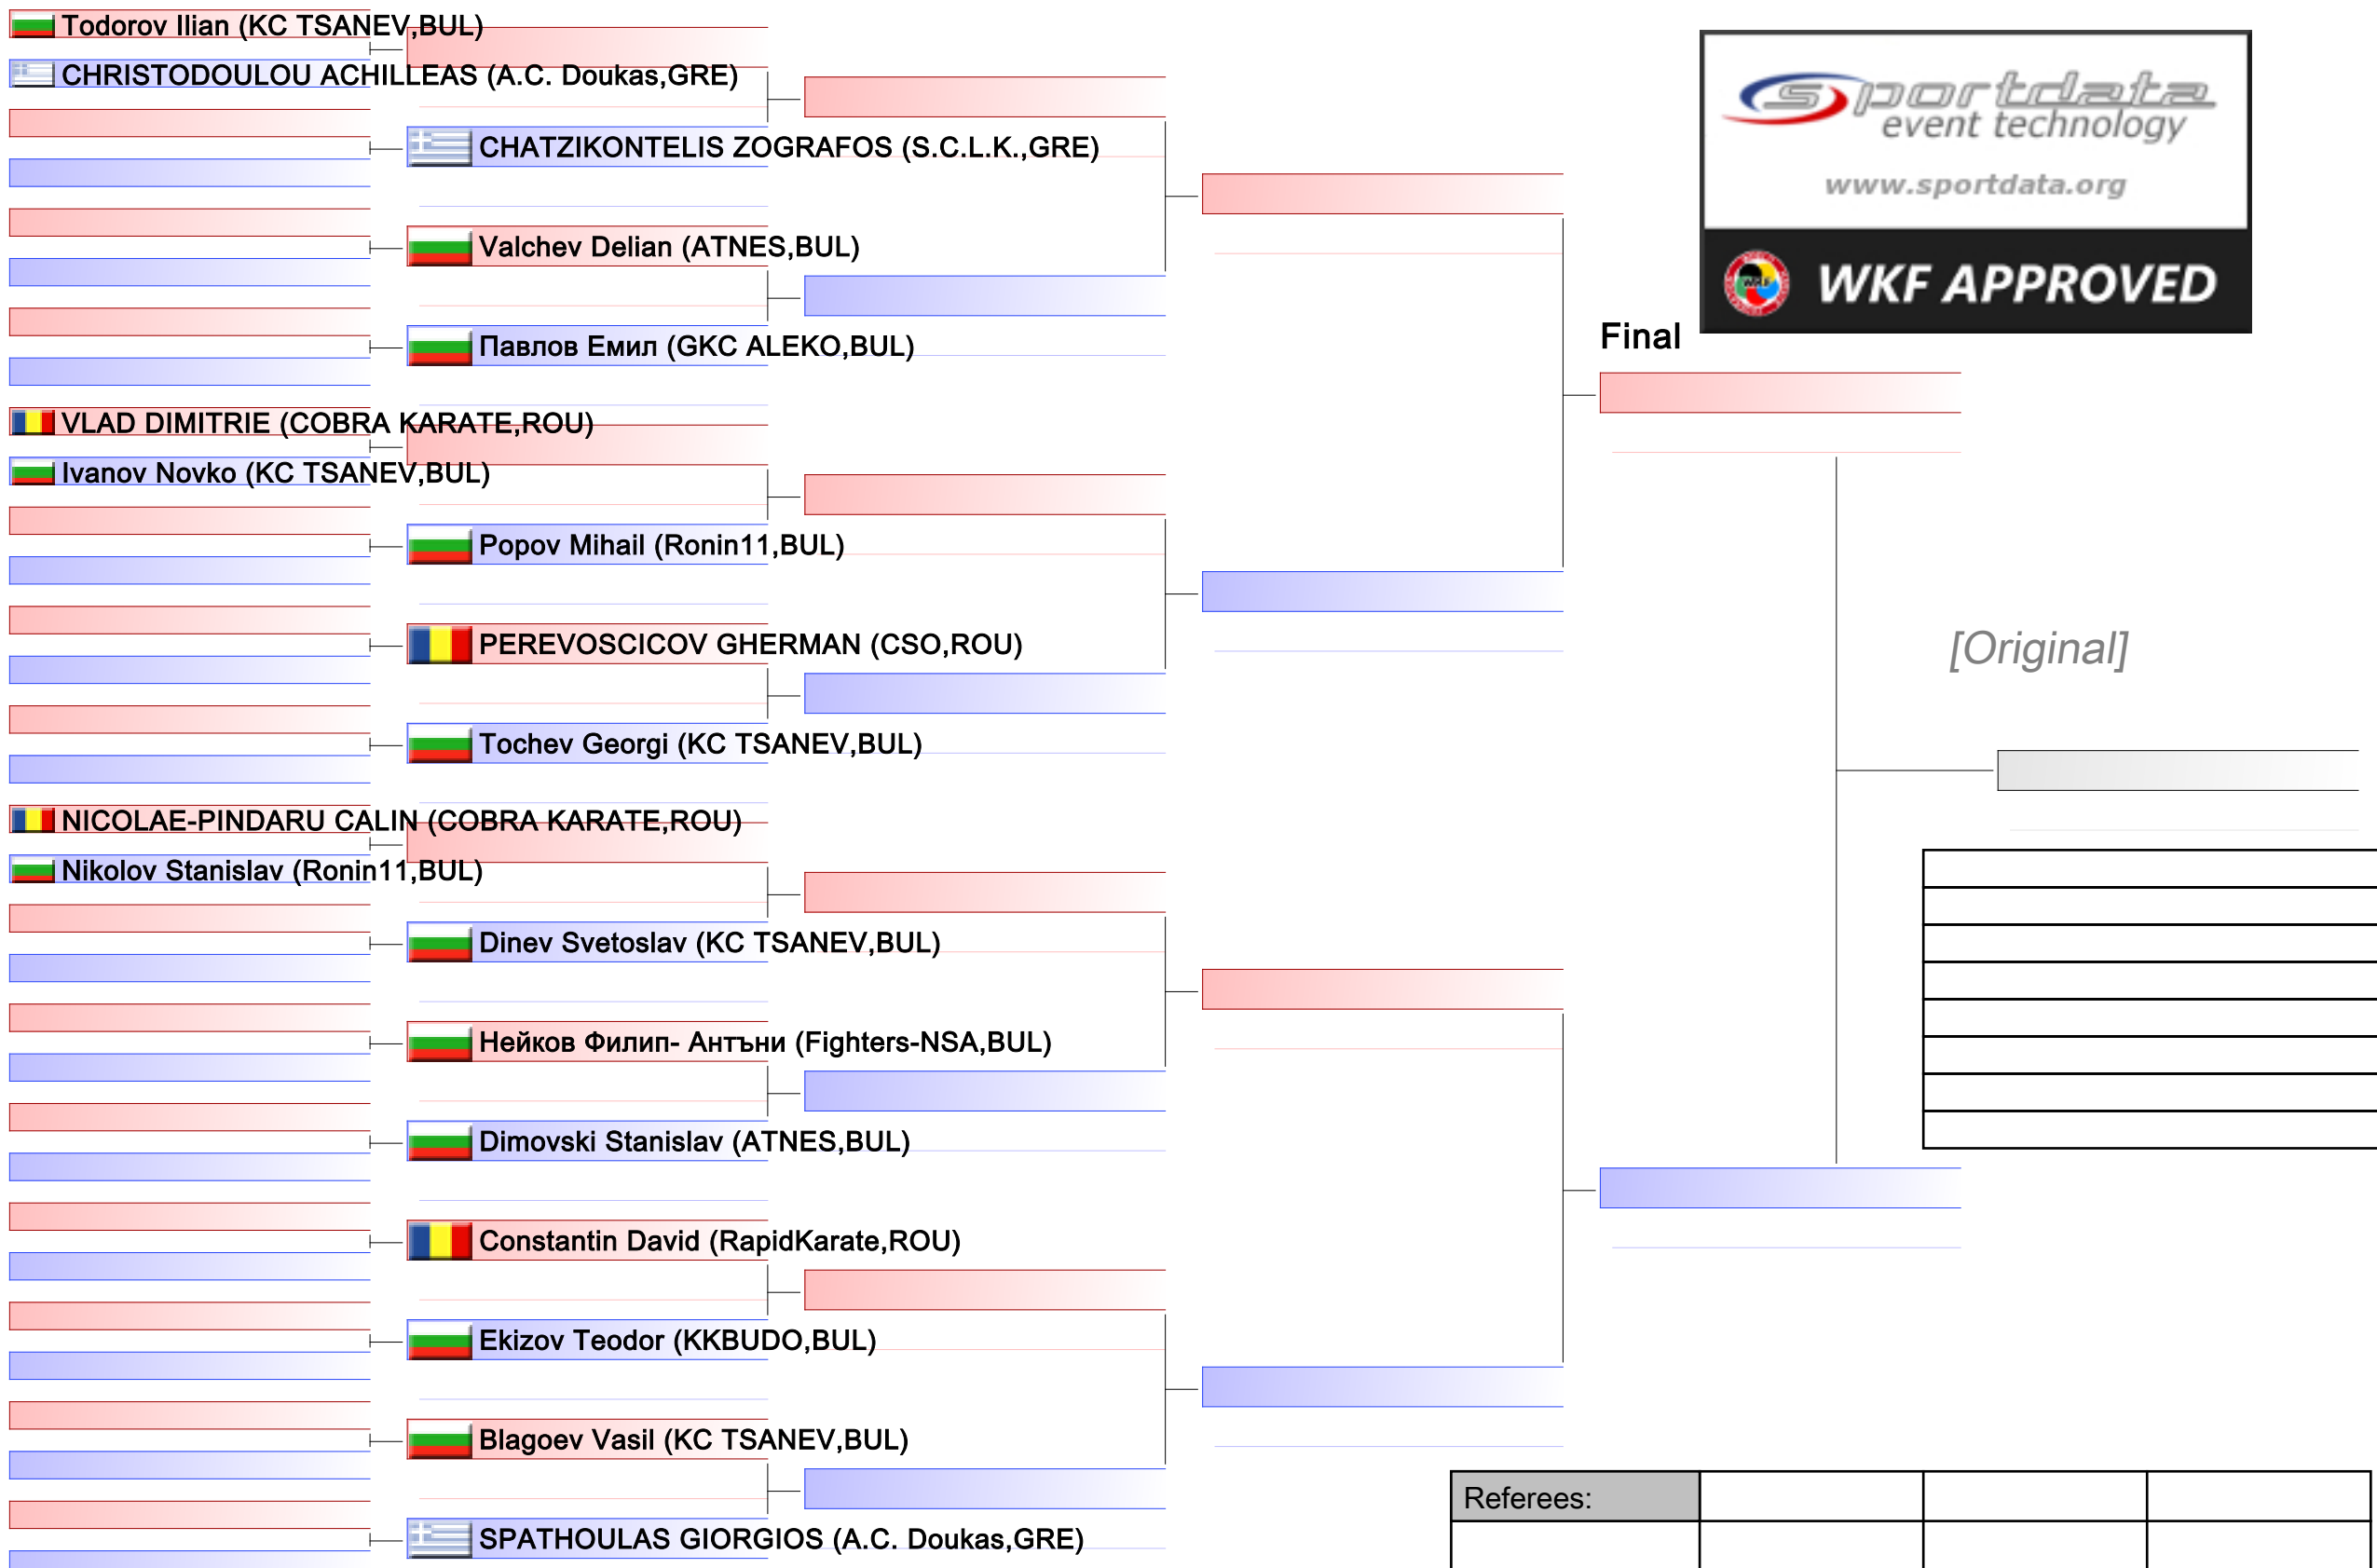 Todorov Ilian (KC TSANEV,BUL)
CHRISTODOULOU ACHILLEAS (A.C. Doukas,GRE)
CHATZIKONTELIS ZOGRAFOS (S.C.L.K.,GRE)
Valchev Delian (ATNES,BUL)
Павлов Емил (GKC ALEKO,BUL)
VLAD DIMITRIE (COBRA KARATE,ROU)
Ivanov Novko (KC TSANEV,BUL)
Popov Mihail (Ronin11,BUL)
PEREVOSCICOV GHERMAN (CSO,ROU)
Tochev Georgi (KC TSANEV,BUL)
NICOLAE-PINDARU CALIN (COBRA KARATE,ROU)
Nikolov Stanislav (Ronin11,BUL)
Dinev Svetoslav (KC TSANEV,BUL)
Нейков Филип- Антъни (Fighters-NSA,BUL)
Dimovski Stanislav (ATNES,BUL)
Constantin David (RapidKarate,ROU)
Ekizov Teodor (KKBUDO,BUL)
Blagoev Vasil (KC TSANEV,BUL)
SPATHOULAS GIORGIOS (A.C. Doukas,GRE)
sportdata
event technology
www.sportdata.org
WKF
WKF APPROVED
Final
[Original]
Referees: